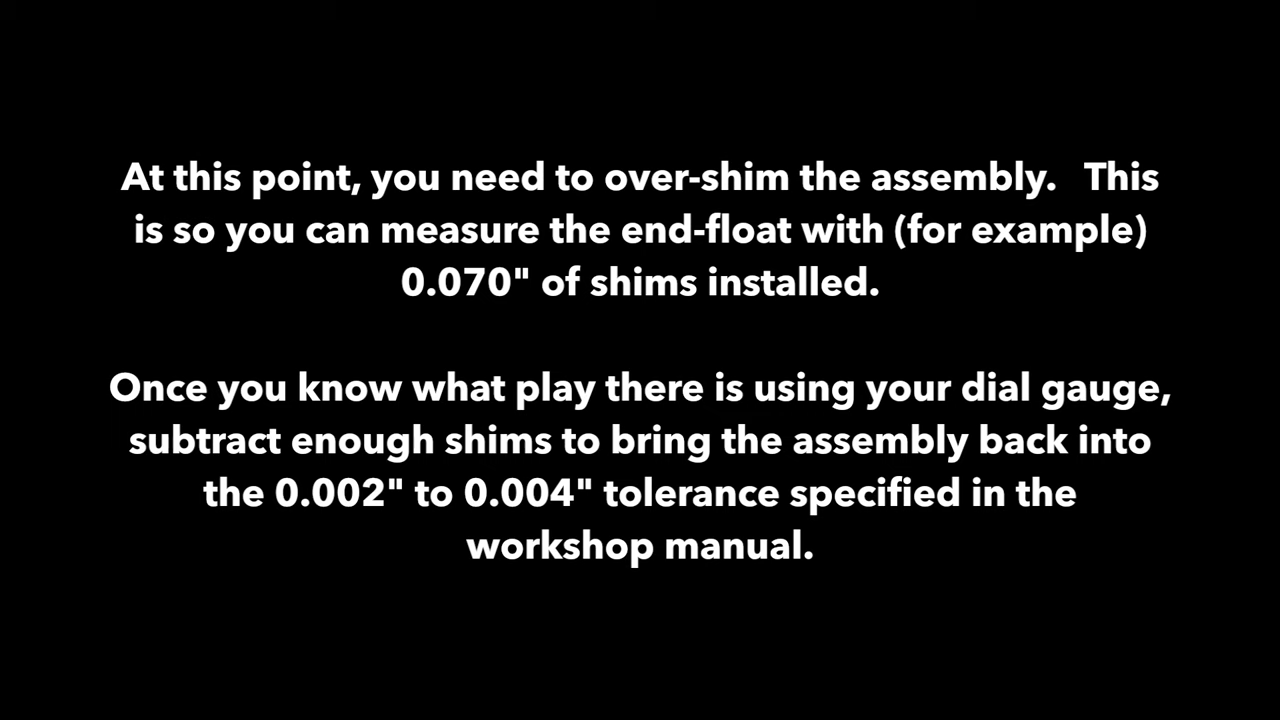 At this point, you need to over-shim the assembly.   This
is so you can measure the end-float with (for example)
0.070" of shims installed.
Once you know what play there is using your dial gauge,
subtract enough shims to bring the assembly back into
the 0.002" to 0.004" tolerance specified in the
workshop manual.